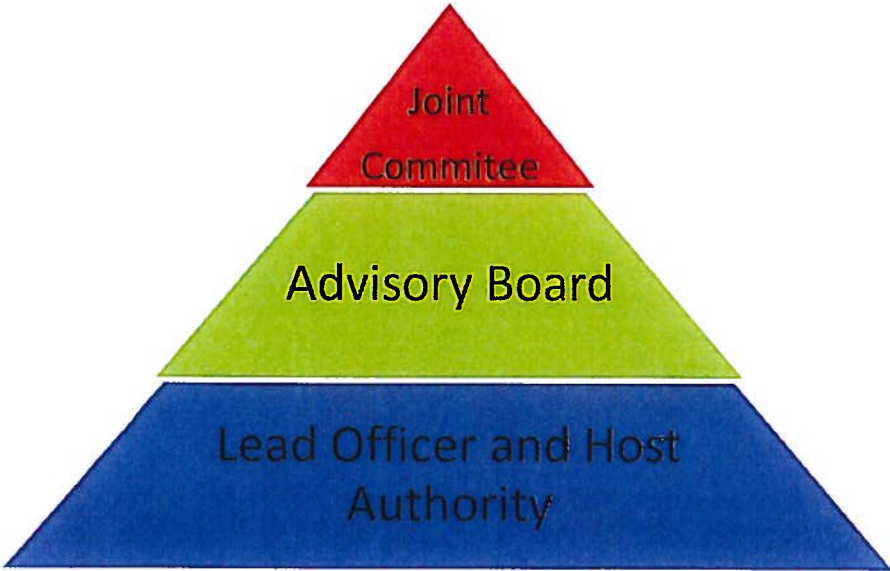 Joint
Commitee
Advisory Board
Lead Officer and Host
Authority